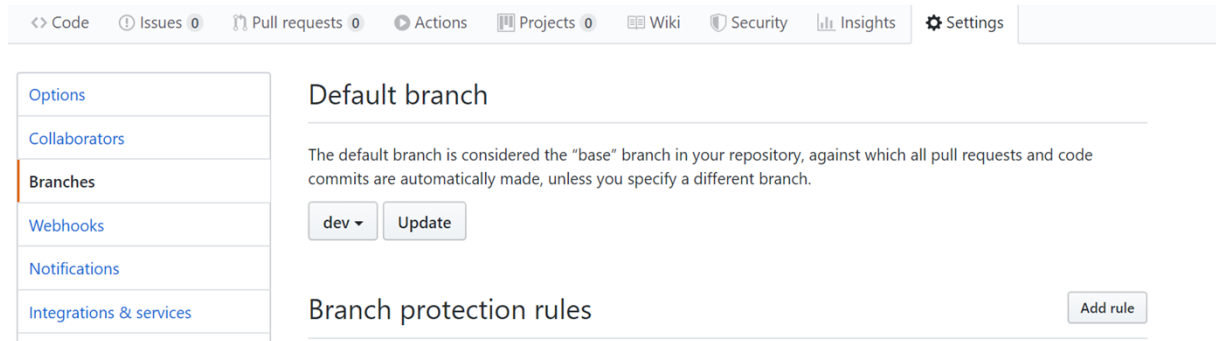 Code Issues 0 Pull requests 0 Actions Projects 0 Wiki Security Insights Settings
Options
Collaborators
Branches
Webhooks
Notifications
Integrations & services
Default branch
The default branch is considered the “base” branch in your repository, against which all pull requests and code
commits are automatically made, unless you specify a different branch.
dev Update
Branch protection rules Add rule